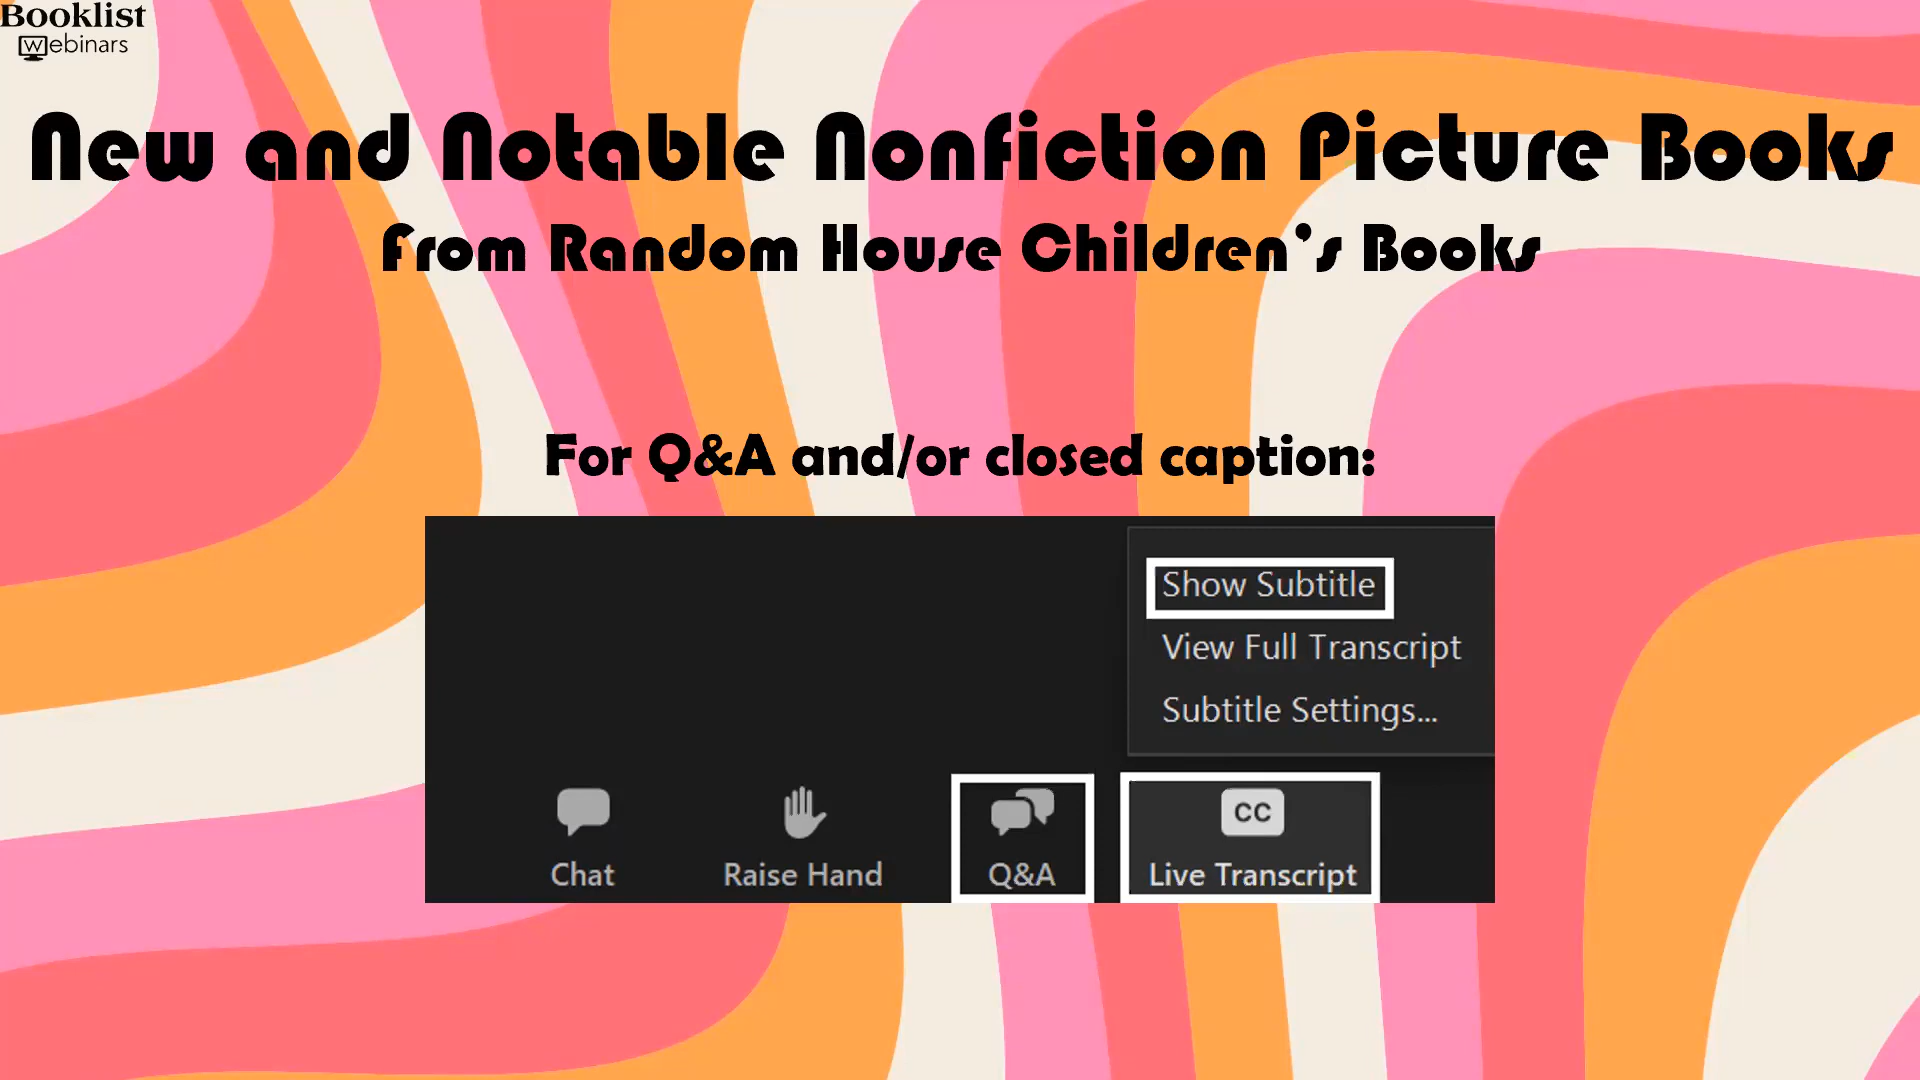 Booklist
Webinars
New and Notable Nonfiction Picture Books
from Random House Children's Books
For Q&A and/or closed caption:
Show Subtitle
View Full Transcript
Subtitle Settings...
CC
Chat
Raise Hand
Q&A
Live Transcript